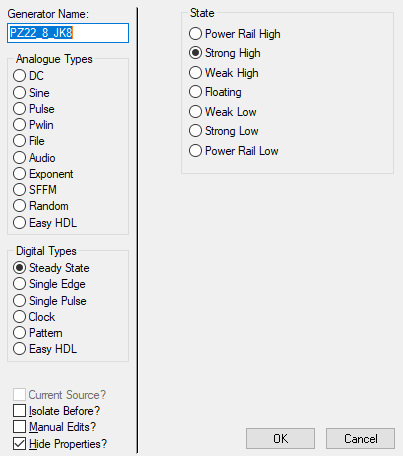 Generator Name:
PZ22_8_JK8
Analogue Types
DC
Sine
Pulse
Pwlin
File
Audio
Exponent
SFFM
Random
Easy HDL
Digital Types
Steady State
Single Edge
Single Pulse
Clock
Pattern
Easy HDL
Current Source?
Isolate Before?
Manual Edits?
Hide Properties?
State
Power Rail High
Strong High
Weak High
Floating
Weak Low
Strong Low
Power Rail Low
OK
Cancel